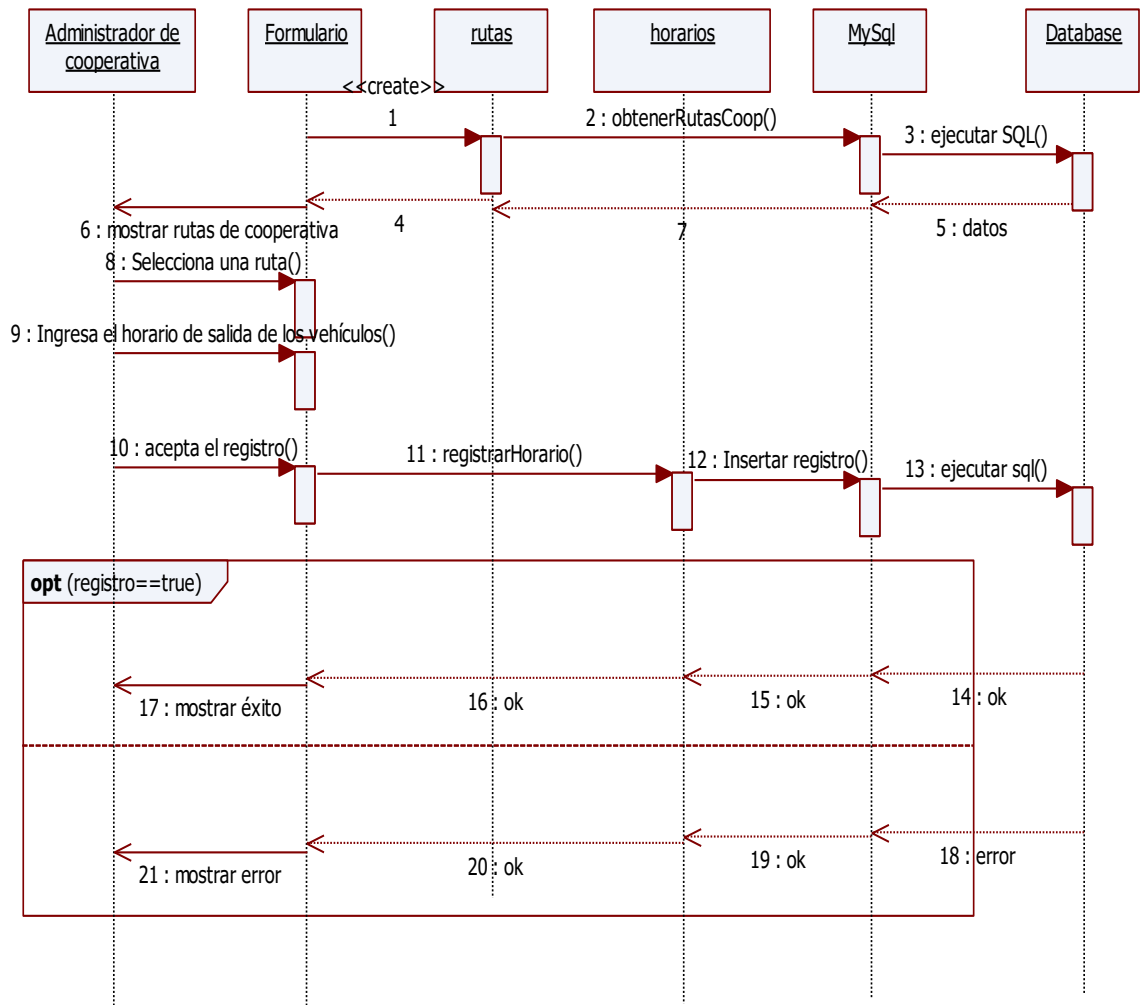 Administrador de
cooperativa
Formulario
rutas
horarios
MySql
Database
<<create>>
1
2 : obtenerRutasCoop()
3 : ejecutar SQL()
6 : mostrar rutas de cooperativa
4
7
5 : datos
8 : Selecciona una ruta()
9 : Ingresa el horario de salida de los vehículos()
10 : acepta el registro()
11 : registrarHorario()
12 : Insertar registro()
13 : ejecutar sql()
opt (registro==true)
17 : mostrar éxito
16 : ok
15 : ok
14 : ok
21 : mostrar error
20 : ok
19 : ok
18 : error